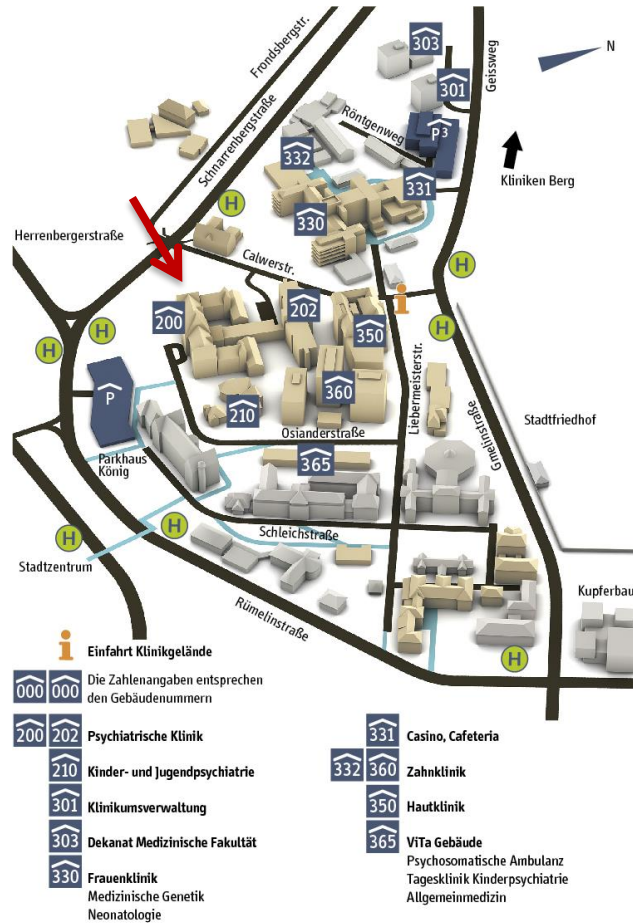 303
Frondsbergstr.
Geissweg
N
301
Schnarrenbergstraße
Röntgenweg
P³
332
Kliniken Berg
331
H
330
Herrenbergerstraße
Calwerstr.
H
i
202
200
350
H
H
H
Liebermeisterstr.
360
P
Gmelinstraße
210
Stadtfriedhof
Osianderstraße
Parkhaus
König
365
H
H
Schleichstraße
Stadtzentrum
Rümelinstraße
Kupferbau
H
i Einfahrt Klinikgelände
000 000 Die Zahlenangaben entsprechen
den Gebäudenummern
200 202 Psychiatrische Klinik
210 Kinder- und Jugendpsychiatrie
301 Klinikumsverwaltung
303 Dekanat Medizinische Fakultät
330 Frauenklinik
Medizinische Genetik
Neonatologie
331 Casino, Cafeteria
332 360 Zahnklinik
350 Hautklinik
365 ViTa Gebäude
Psychosomatische Ambulanz
Tagesklinik Kinderpsychiatrie
Allgemeinmedizin